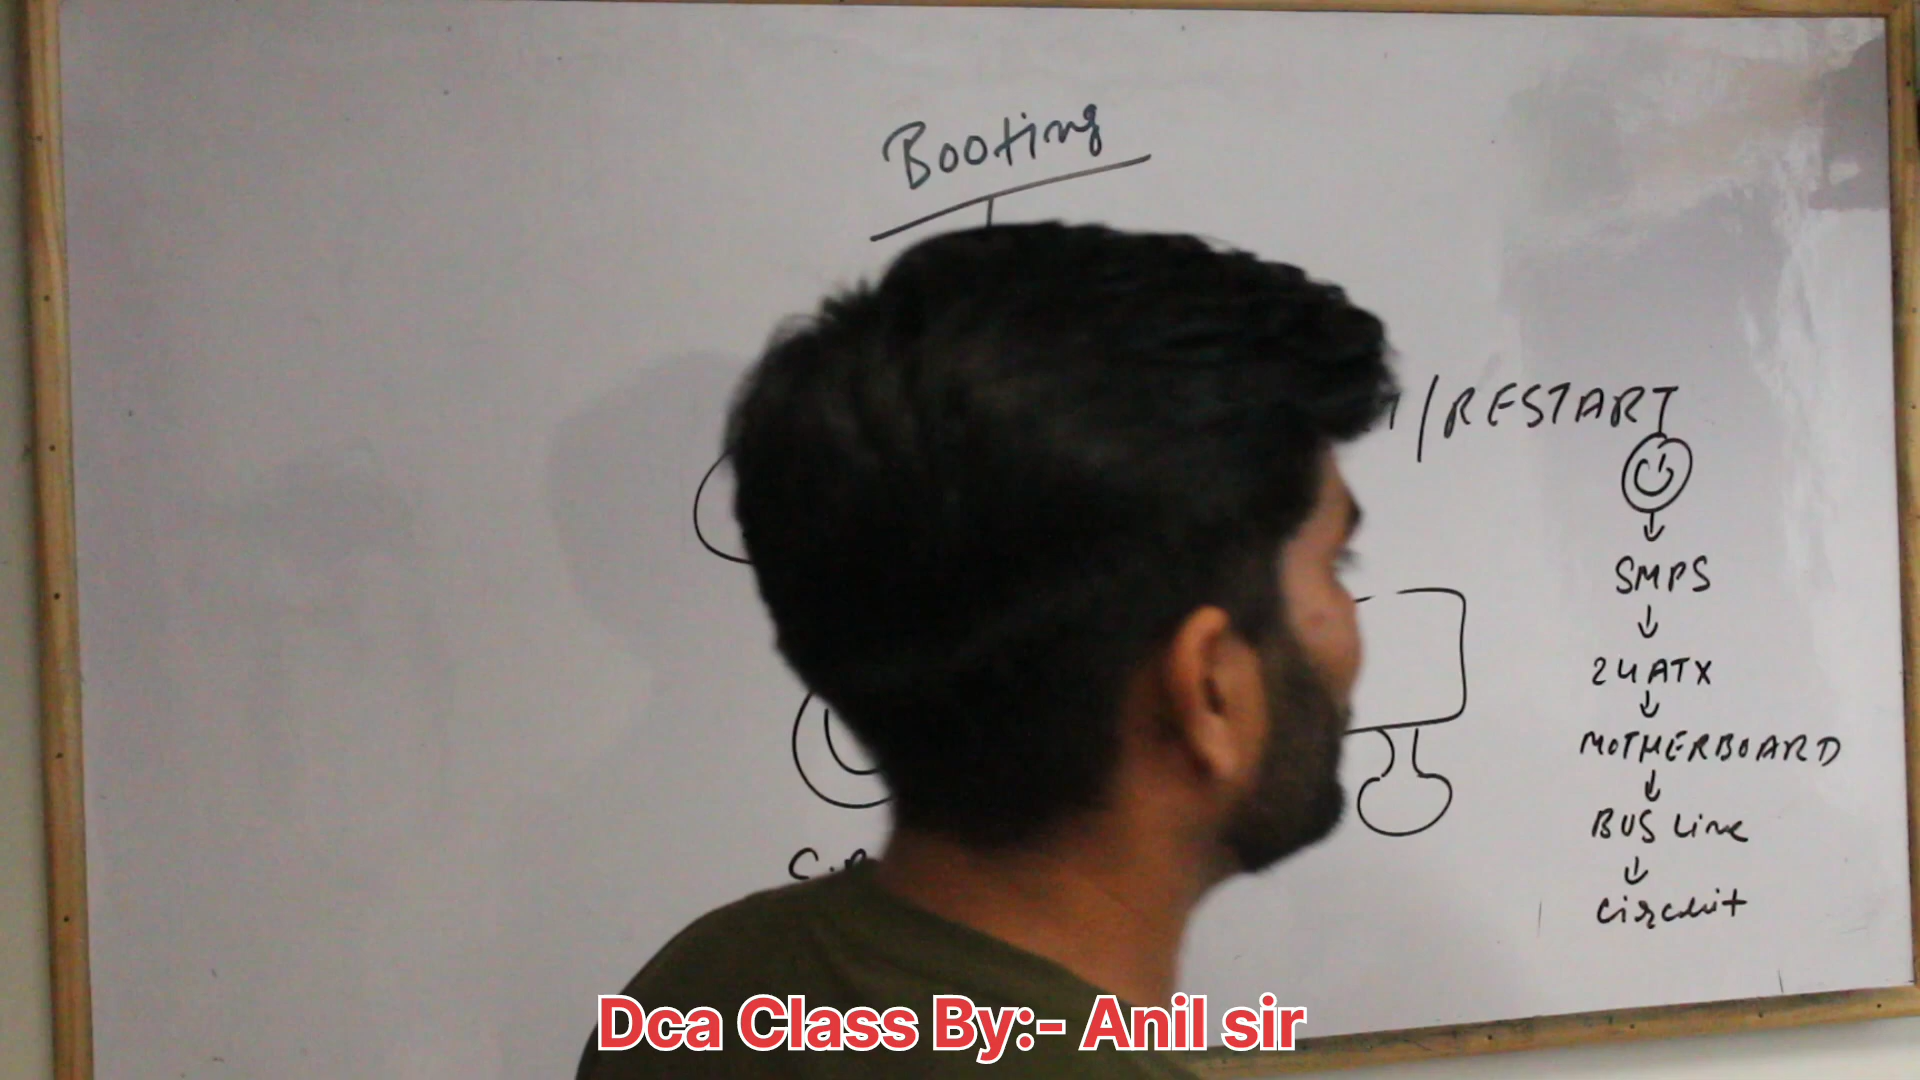 Booting
/RESTART
SMPS
24ATX
MOTHERBOARD
BUS Line
Circuit
Dca Class By:- Anil sir